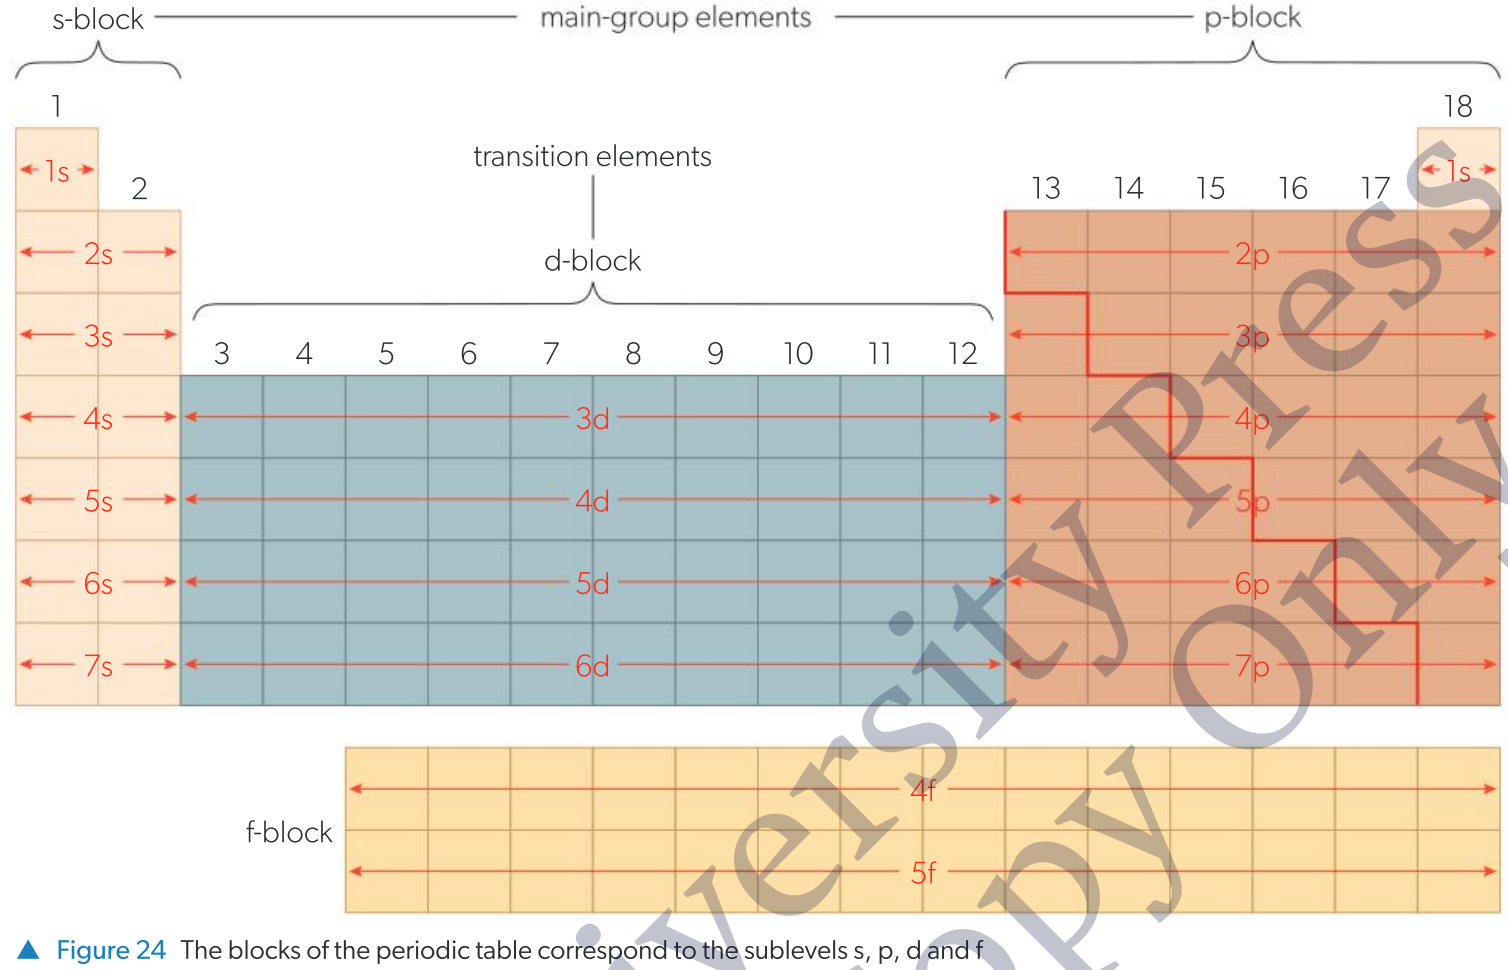 s-block main-group elements p-block
1 18
1s transition elements 1s
2 13 14 15 16 17
2s d-block 2p
3s 3p
3 4 5 6 7 8 9 10 11 12
4s 3d 4p
5s 4d 5p
6s 5d 6p
7s 6d 7p
4f
f-block
5f
▲ Figure 24 The blocks of the periodic table correspond to the sublevels s, p, d and f
iversity Press
opy Only